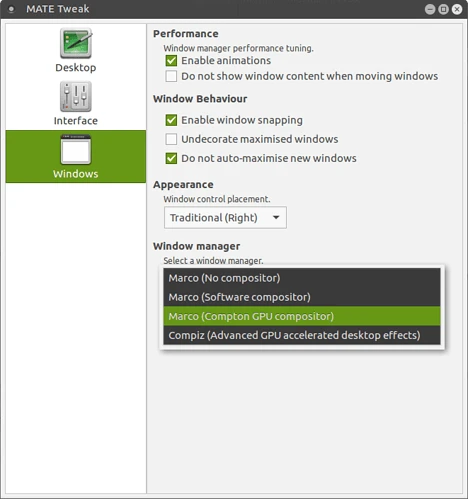 MATE Tweak
Desktop
Interface
Windows
Performance
Window manager performance tuning.
Enable animations
Do not show window content when moving windows
Window Behaviour
Enable window snapping
Undecorate maximised windows
Do not auto-maximise new windows
Appearance
Window control placement.
Traditional (Right)
Window manager
Select a window manager.
Marco (No compositor)
Marco (Software compositor)
Marco (Compton GPU compositor)
Compiz (Advanced GPU accelerated desktop effects)